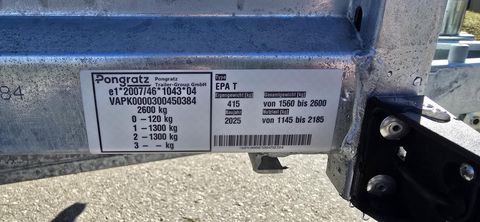 84
Pongratz
Pongratz
Trailer-Group GmbH
e1*2007/46*1043*04
VAPK0000300450384
2600 kg
0 – 120 kg
1 – 1300 kg
2 – 1300 kg
3 – -- kg
Type
EPA T
Eigengewicht (kg)
Gesamtgewicht (kg)
415
von 1560 bis 2600
Baujahr
Nutzlast (kg)
2025
von 1145 bis 2185